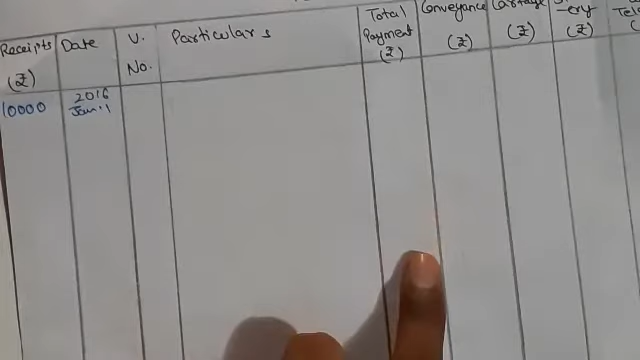 Receipts Date V. Particulars Total Conveyance Cartage
Payment -ery
(₹) No. (₹) (₹) (₹) (₹)
10000 2016
Jan.1